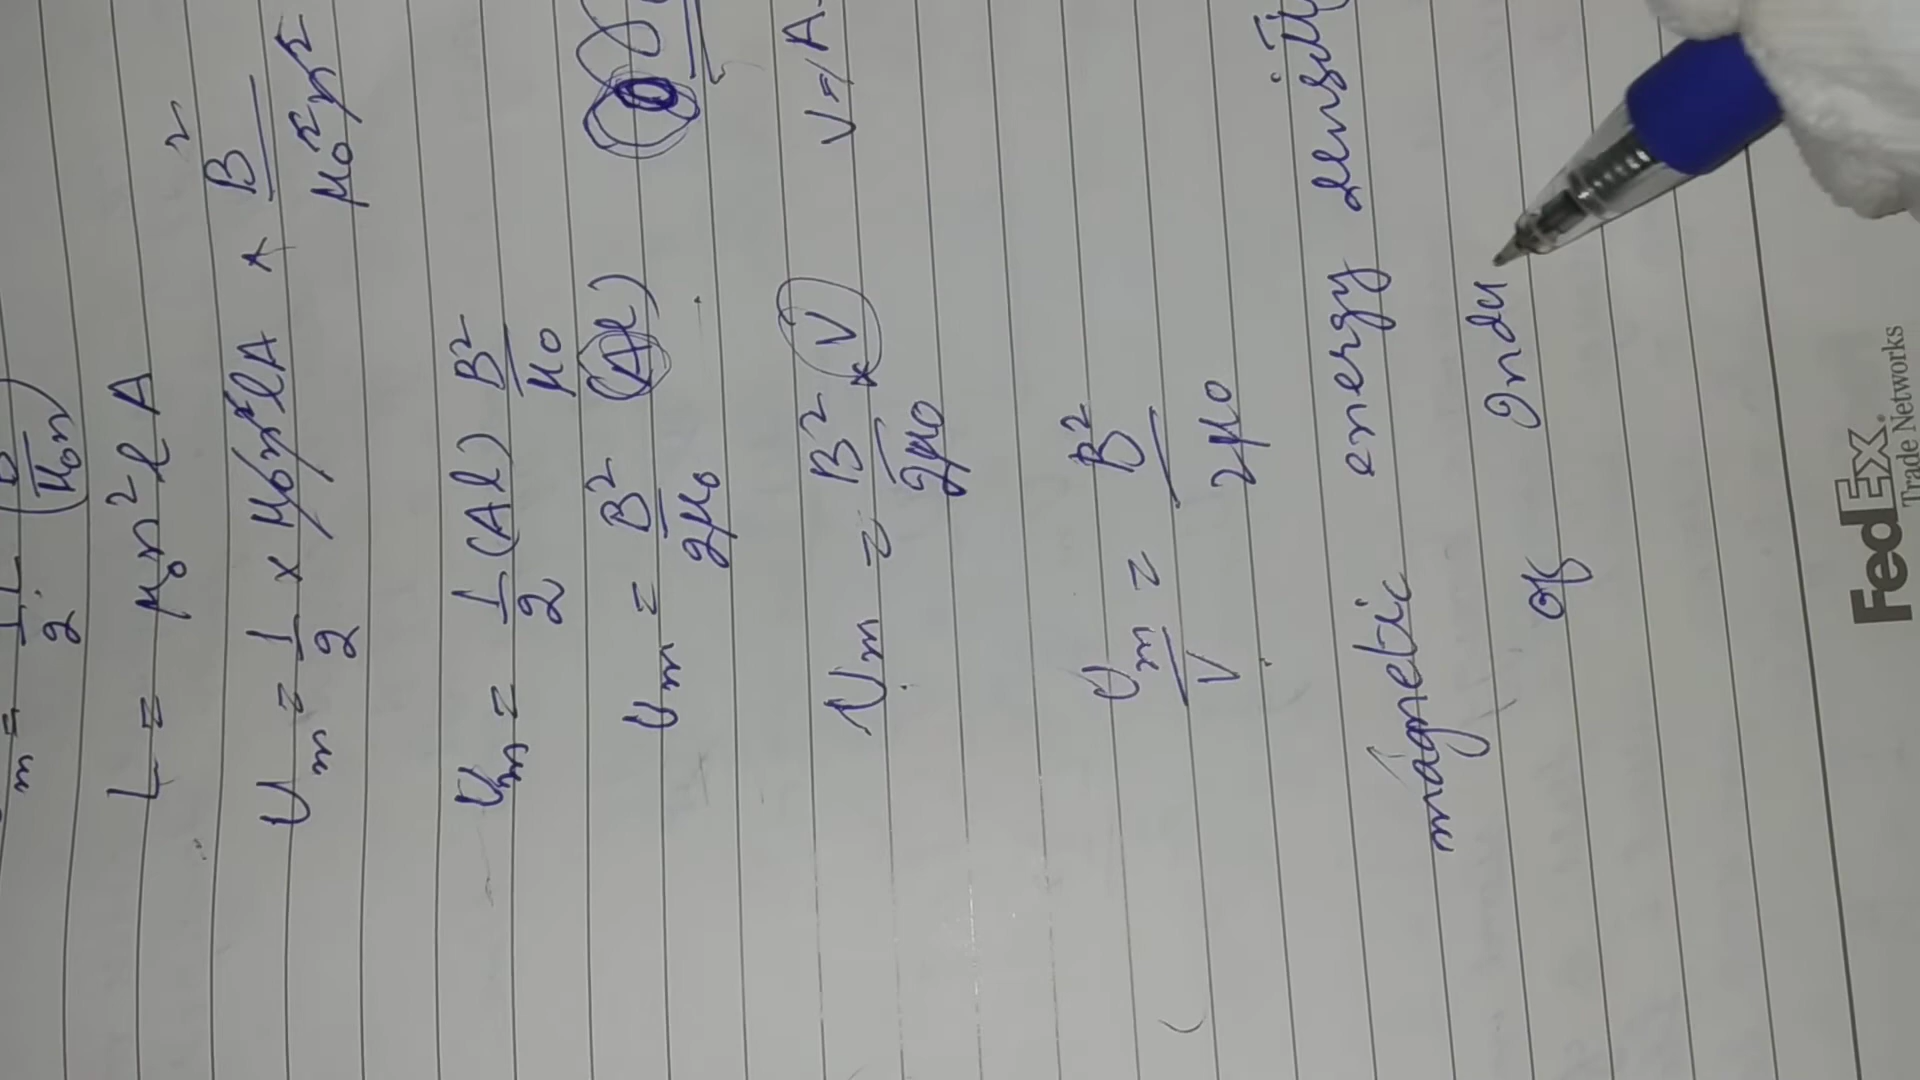 m = 1/2 L (B/μ₀n)
L = μ₀n²lA
Um = 1/2 × μ₀n²lA × B²/μ₀²n²
Um = 1/2 (Al) B²/μ₀
Um = B²/2μ₀ (Al)
Um = B²/2μ₀ × V V = lA
Um/V = B²/2μ₀
magnetic energy density
of Indu
FedEx®
Trade Networks